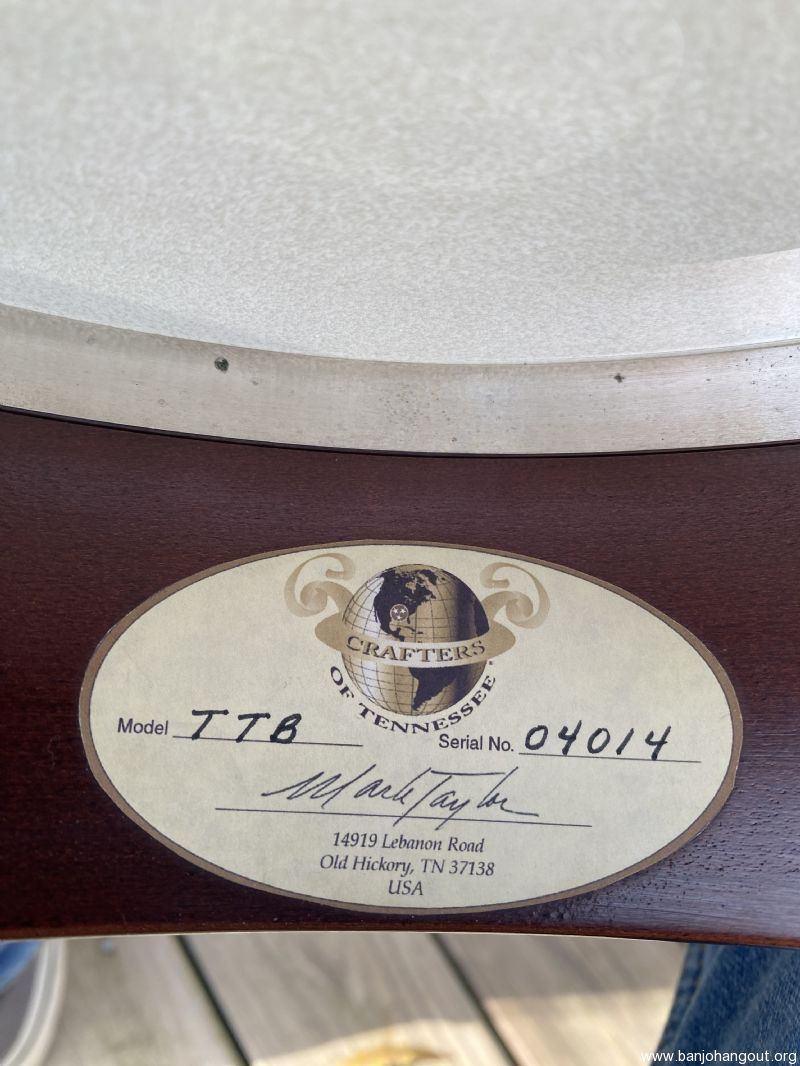 CRAFTERS
OF TENNESSEE
Model TTB Serial No. 04014
Mark Taylor
14919 Lebanon Road
Old Hickory, TN 37138
USA
www.banjohangout.org